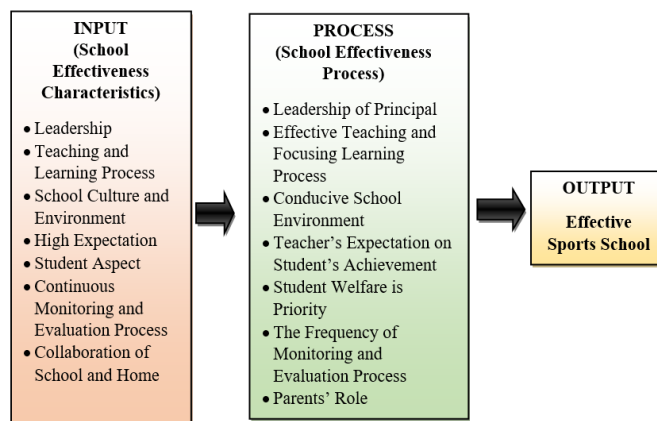 INPUT
(School
Effectiveness
Characteristics)
• Leadership
• Teaching and
Learning Process
• School Culture and
Environment
• High Expectation
• Student Aspect
• Continuous
Monitoring and
Evaluation Process
• Collaboration of
School and Home
PROCESS
(School Effectiveness
Process)
• Leadership of Principal
• Effective Teaching and
Focusing Learning
Process
• Conducive School
Environment
• Teacher’s Expectation on
Student’s Achievement
• Student Welfare is
Priority
• The Frequency of
Monitoring and
Evaluation Process
• Parents’ Role
OUTPUT
Effective
Sports School